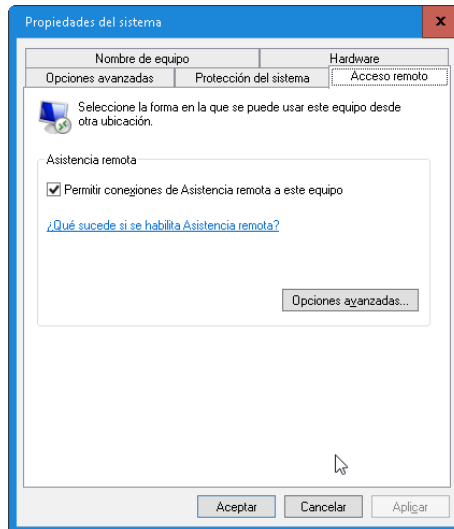 Propiedades del sistema
x
Nombre de equipo Hardware
Opciones avanzadas Protección del sistema Acceso remoto
Seleccione la forma en la que se puede usar este equipo desde
otra ubicación.
Asistencia remota
Permitir conexiones de Asistencia remota a este equipo
¿Qué sucede si se habilita Asistencia remota?
Opciones avanzadas...
Aceptar Cancelar Aplicar